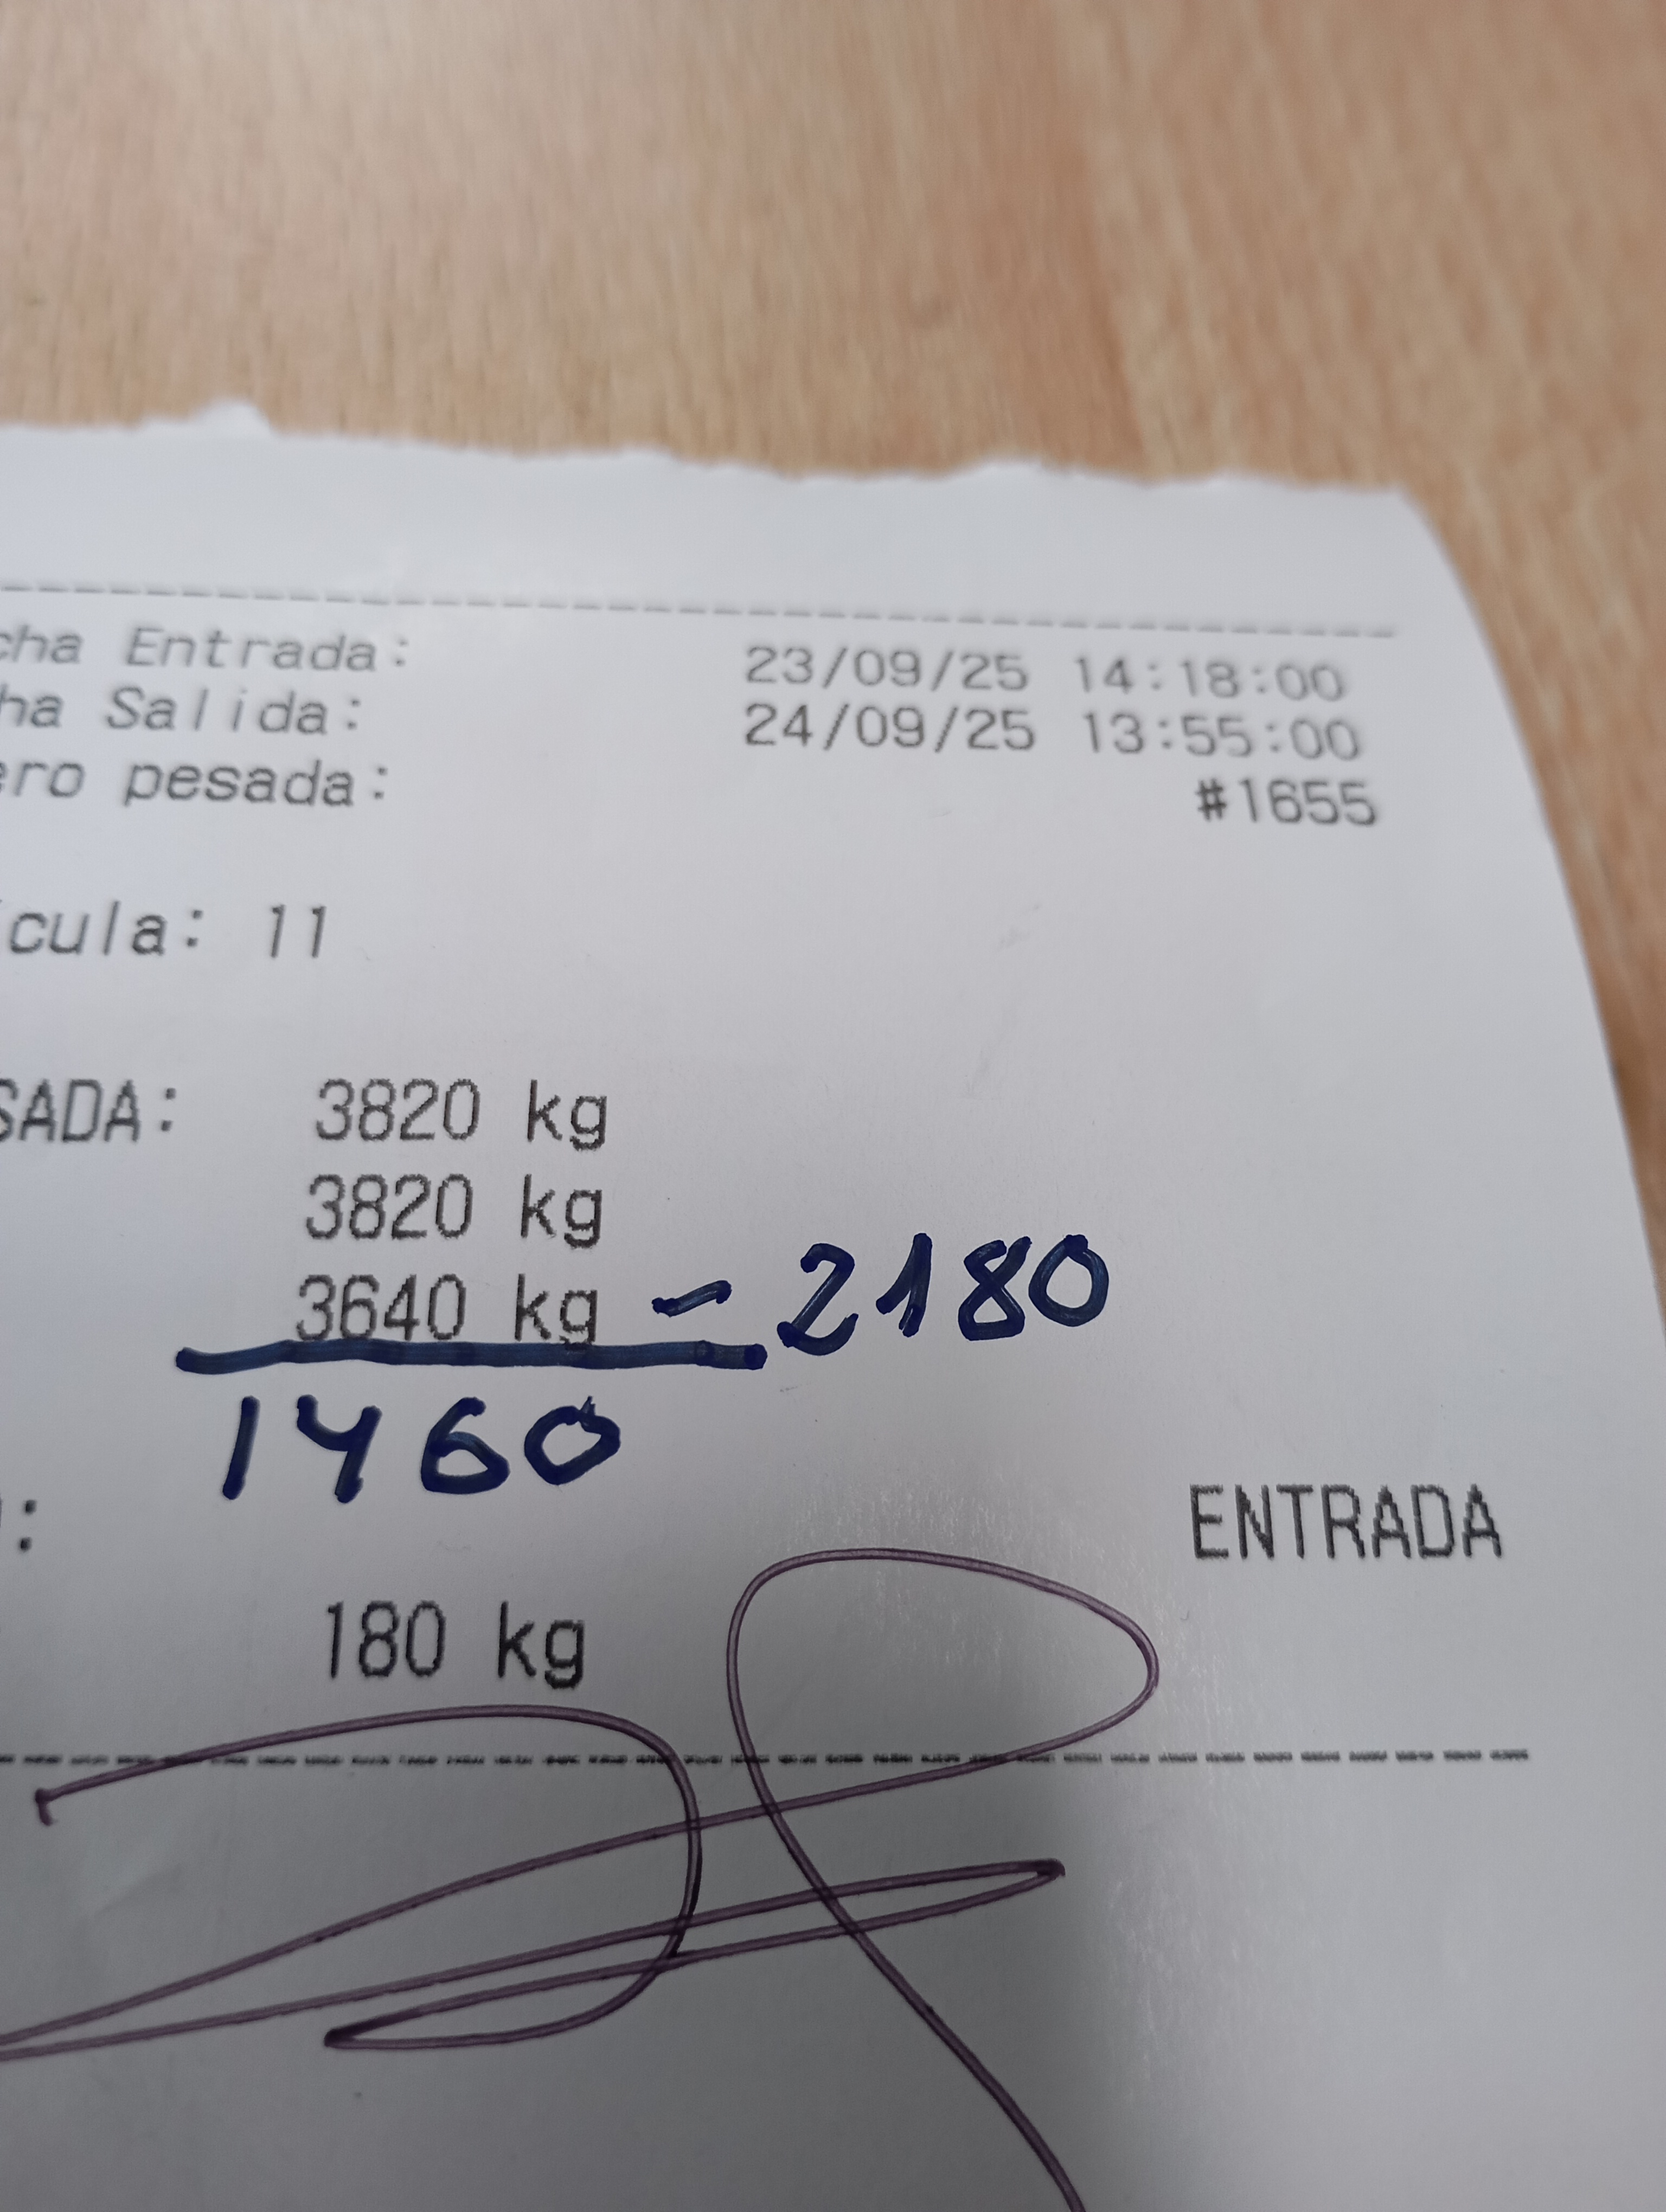 cha Entrada: 23/09/25 14:18:00
ha Salida: 24/09/25 13:55:00
ero pesada: #1655
ícula: 11
SADA: 3820 kg
3820 kg
3640 kg - 2180
1460
: ENTRADA
180 kg